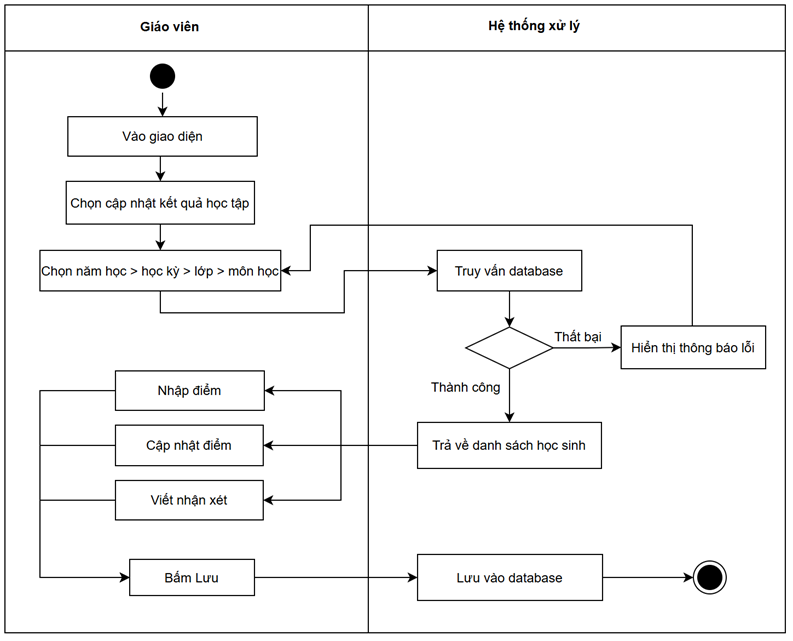 Giáo viên
Hệ thống xử lý
Vào giao diện
Chọn cập nhật kết quả học tập
Chọn năm học > học kỳ > lớp > môn học
Truy vấn database
Thất bại
Hiển thị thông báo lỗi
Thành công
Nhập điểm
Cập nhật điểm
Trả về danh sách học sinh
Viết nhận xét
Bấm Lưu
Lưu vào database